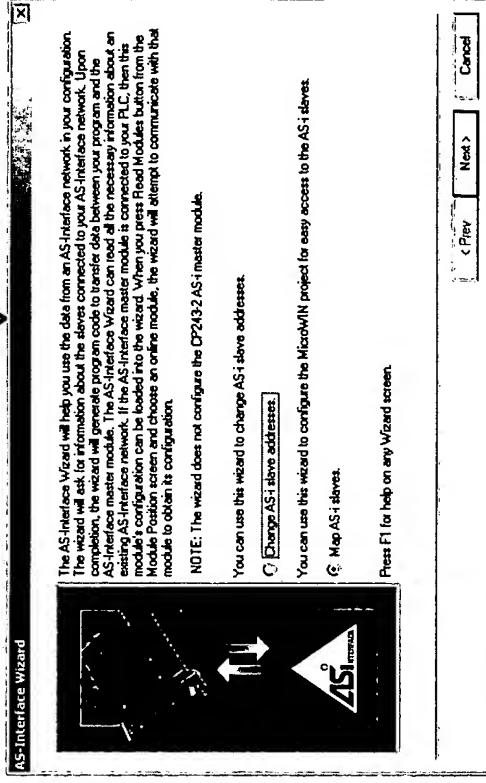 AS-Interface Wizard
The AS-Interface Wizard will help you use the data from an AS-Interface network in your configuration.
The wizard will ask for information about the slaves connected to your AS-Interface network. Upon
completion, the wizard will generate program code to transfer data between your program and the
AS-Interface master module. The AS-Interface Wizard can read all the necessary information about an
existing AS-Interface network. If the AS-Interface master module is connected to your PLC, then this
module's configuration can be loaded into the wizard. When you press Read Modules button from the
Module Position screen and choose an online module, the wizard will attempt to communicate with that
module to obtain its configuration.
NOTE: The wizard does not configure the CP243-2 AS-i master module.
You can use this wizard to change AS-i slave addresses.
Change AS-i slave addresses.
You can use this wizard to configure the MicroWIN project for easy access to the AS-i slaves.
Map AS-i slaves.
Press F1 for help on any Wizard screen.
ASi
INTERFACE
< Prev
Next >
Cancel